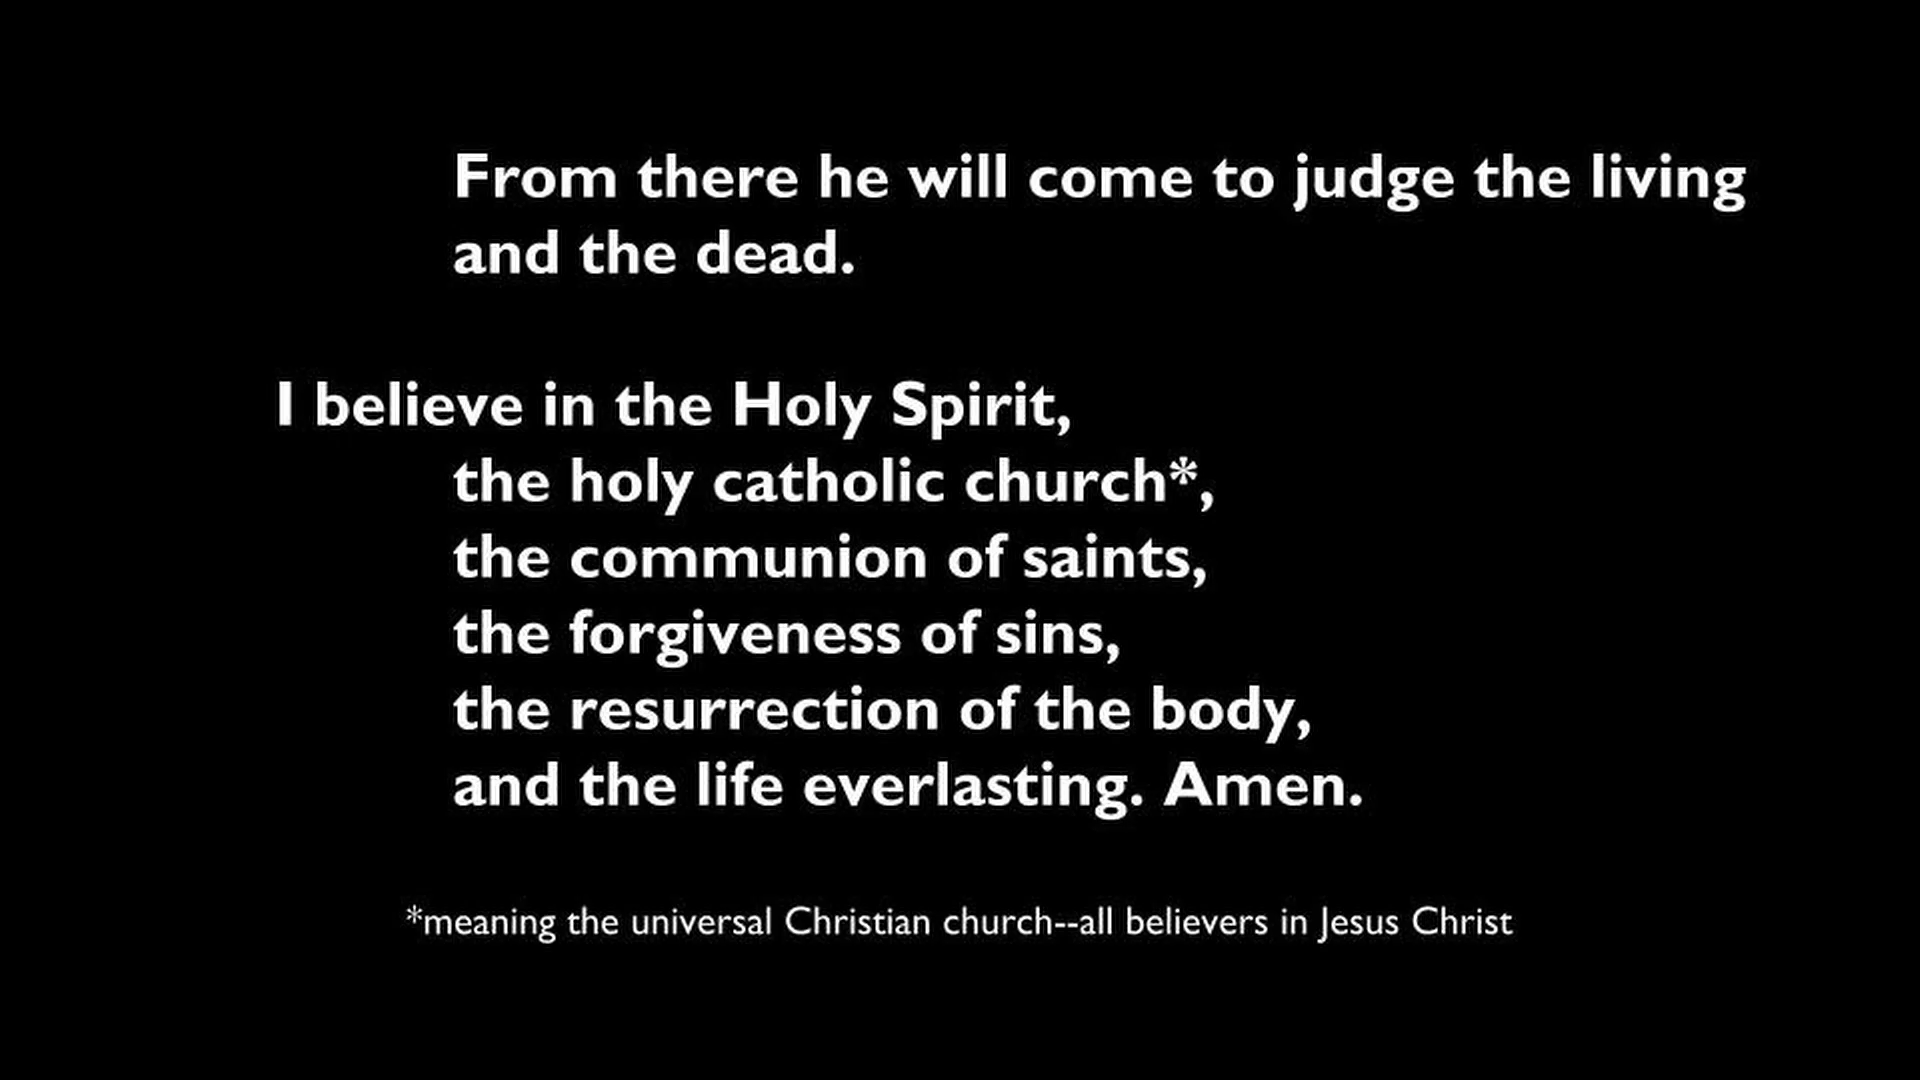 From there he will come to judge the living
and the dead.
I believe in the Holy Spirit,
the holy catholic church*,
the communion of saints,
the forgiveness of sins,
the resurrection of the body,
and the life everlasting. Amen.
*meaning the universal Christian church--all believers in Jesus Christ